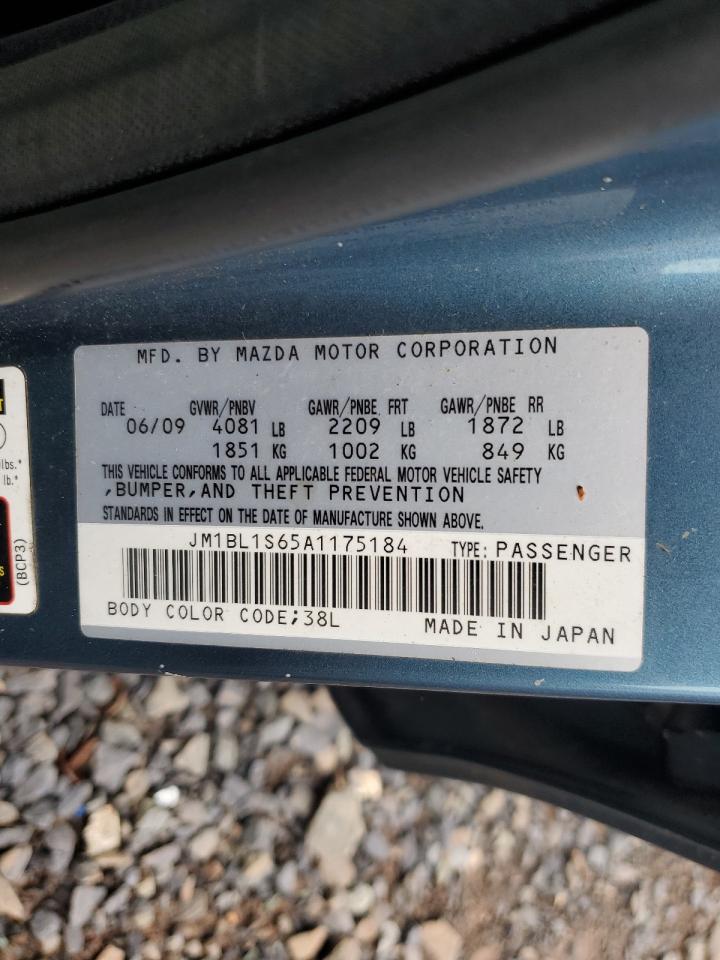 MFD. BY MAZDA MOTOR CORPORATION
DATE GVWR/PNBV GAWR/PNBE FRT GAWR/PNBE RR
06/09 4081 LB 2209 LB 1872 LB
1851 KG 1002 KG 849 KG
THIS VEHICLE CONFORMS TO ALL APPLICABLE FEDERAL MOTOR VEHICLE SAFETY
,BUMPER,AND THEFT PREVENTION
STANDARDS IN EFFECT ON THE DATE OF MANUFACTURE SHOWN ABOVE.
JM1BL1S65A1175184 TYPE: PASSENGER
BODY COLOR CODE;38L
MADE IN JAPAN
lbs.*
lb.*
(BCP3)